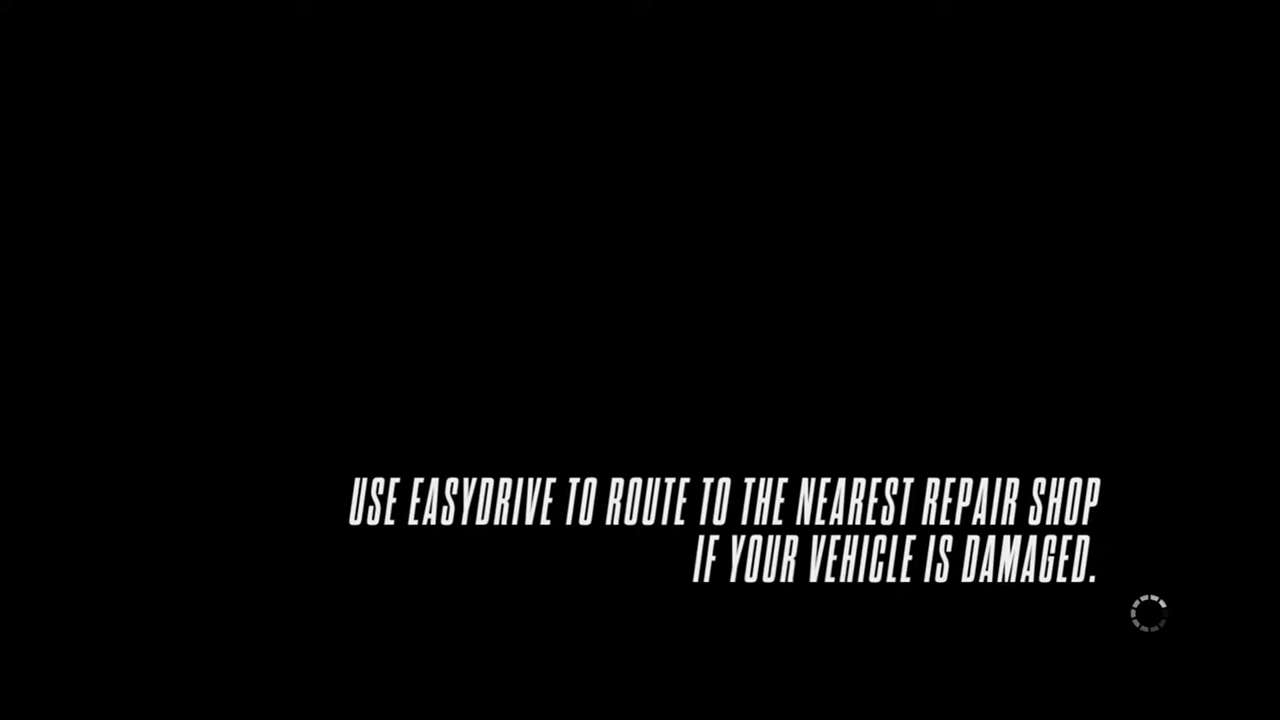 USE EASYDRIVE TO ROUTE TO THE NEAREST REPAIR SHOP
IF YOUR VEHICLE IS DAMAGED.